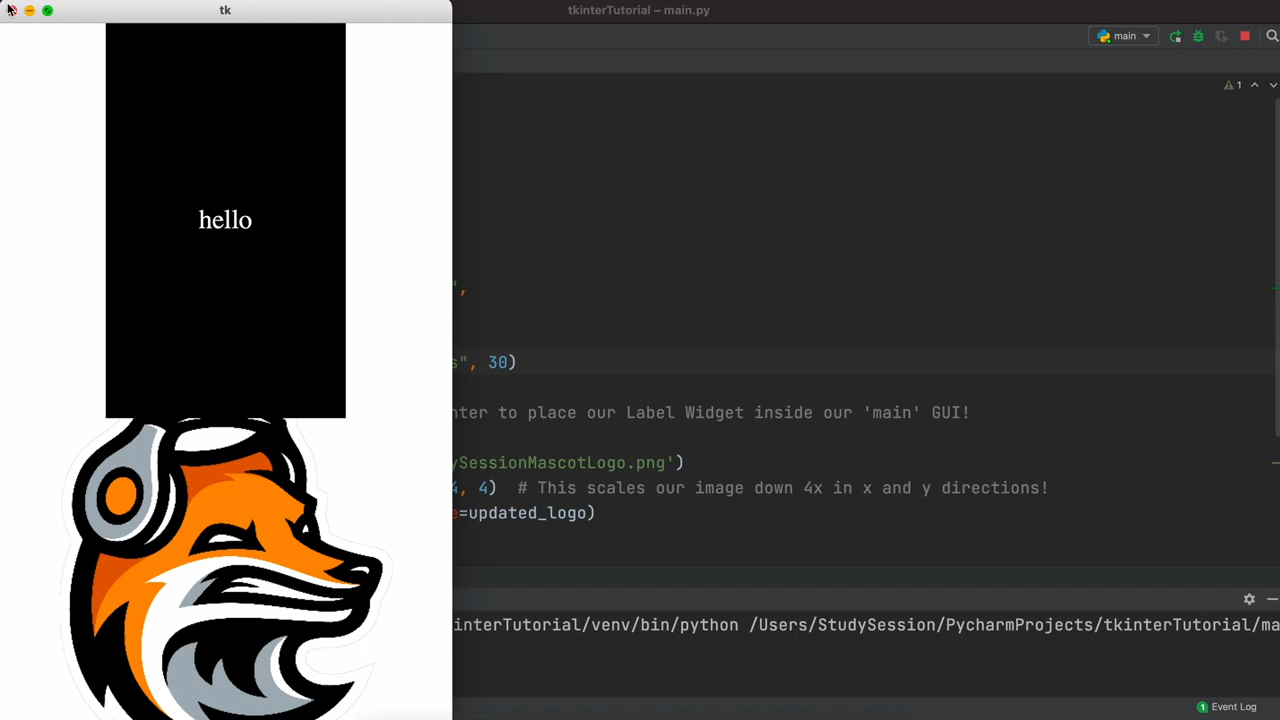 tk
tkinterTutorial – main.py
main
1
hello
",
s", 30)
nter to place our Label Widget inside our 'main' GUI!
ySessionMascotLogo.png')
4, 4)  # This scales our image down 4x in x and y directions!
e=updated_logo)
interTutorial/venv/bin/python /Users/StudySession/PycharmProjects/tkinterTutorial/ma
1 Event Log